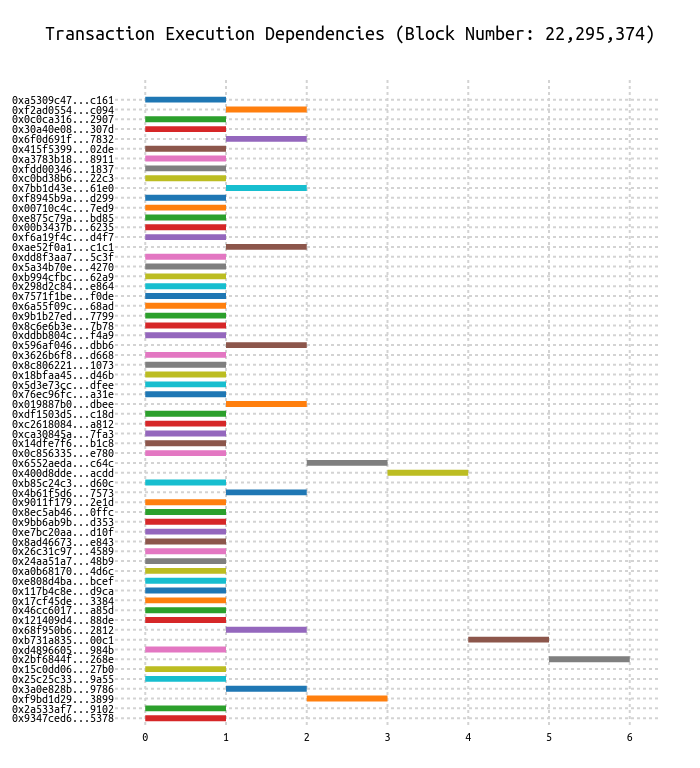 Transaction Execution Dependencies (Block Number: 22,295,374)
0xa5309c47...c161
0xf2ad0554...c094
0x0c0ca316...2907
0x30a40e08...307d
0x6f0d691f...7832
0x415f5399...02de
0xa3783b18...8911
0xfdd00346...1837
0xc0bd38b6...22c3
0x7bb1d43e...61e0
0xf8945b9a...d299
0x00710c4c...7ed9
0xe875c79a...bd85
0x00b3437b...6235
0xf6a19f4c...d4f7
0xae52f0a1...c1c1
0xdd8f3aa7...5c3f
0x5a34b70e...4270
0xb994cfbc...62a9
0x298d2c84...e864
0x7571f1be...f0de
0x6a55f09c...68ad
0x9b1b27ed...7799
0x8c6e6b3e...7b78
0xddbb804c...f4a9
0x596af046...dbb6
0x3626b6f8...d668
0x8c806221...1073
0x18bfaa45...d46b
0x5d3e73cc...dfee
0x76ec96fc...a31e
0x019887b0...dbee
0xdf1503d5...c18d
0xc2618084...a812
0xca30845a...7fa3
0x14dfe7f6...b1c8
0x0c856335...e780
0x6552aeda...c64c
0x400d8dde...acdd
0xb85c24c3...d60c
0x4b61f5d6...7573
0x9011f179...2e1d
0x8ec5ab46...0ffc
0x9bb6ab9b...d353
0xe7bc20aa...d10f
0x8ad46673...e843
0x26c31c97...4589
0x24aa51a7...48b9
0xa0b68170...4d6c
0xe808d4ba...bcef
0x117b4c8e...d9ca
0x17cf45de...3384
0x46cc6017...a85d
0x121409d4...88de
0x68f950b6...2812
0xb731a835...00c1
0xd4896605...984b
0x2bf6844f...268e
0x15c0dd06...27b0
0x25c25c33...9a55
0x3a0e828b...9786
0xf9bd1d29...3899
0x2a533af7...9102
0x9347ced6...5378
0 1 2 3 4 5 6